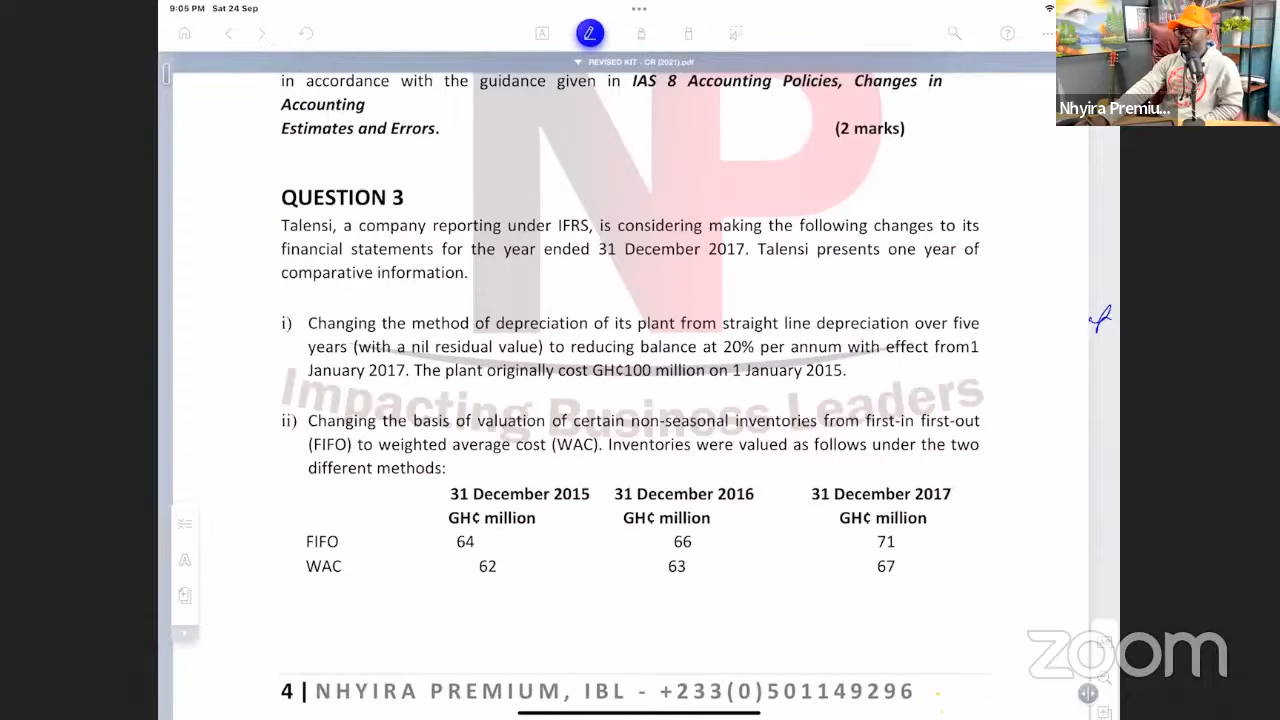 9:05 PM Sat 24 Sep
REVISED KIT - CR (2021).pdf
Nhyira Premiu...
in accordance with the guidance given in IAS 8 Accounting Policies, Changes in
Accounting
Estimates and Errors. (2 marks)
QUESTION 3
Talensi, a company reporting under IFRS, is considering making the following changes to its
financial statements for the year ended 31 December 2017. Talensi presents one year of
comparative information.
i) Changing the method of depreciation of its plant from straight line depreciation over five
years (with a nil residual value) to reducing balance at 20% per annum with effect from1
January 2017. The plant originally cost GH¢100 million on 1 January 2015.
Impacting Business Leaders
ii) Changing the basis of valuation of certain non-seasonal inventories from first-in first-out
(FIFO) to weighted average cost (WAC). Inventories were valued as follows under the two
different methods:
31 December 2015 31 December 2016 31 December 2017
GH¢ million GH¢ million GH¢ million
FIFO 64 66 71
WAC 62 63 67
zoom
4 | NHYIRA PREMIUM, IBL - +233(0)501149296